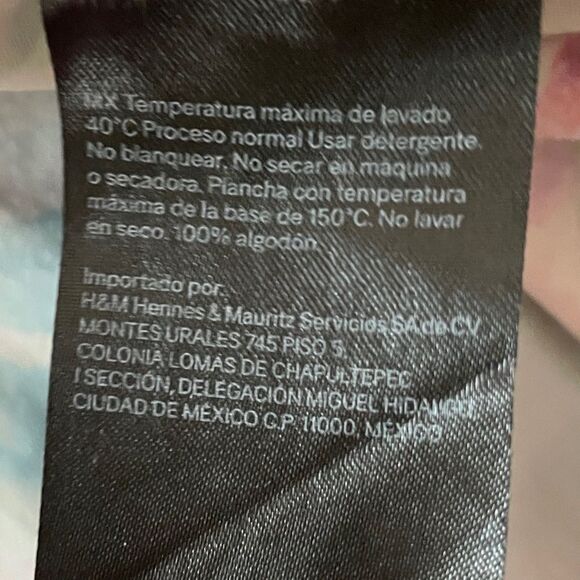 MX Temperatura máxima de lavado
40°C Proceso normal Usar detergente.
No blanquear. No secar en maquina
o secadora. Plancha con temperatura
máxima de la base de 150°C. No lavar
en seco. 100% algodón.
Importado por:
H&M Hennes & Mauritz Servicios SA de CV
MONTES URALES 745 PISO 5,
COLONIA LOMAS DE CHAPULTEPEC
I SECCIÓN, DELEGACIÓN MIGUEL HIDALGO,
CIUDAD DE MÉXICO C.P. 11000, MÉXICO